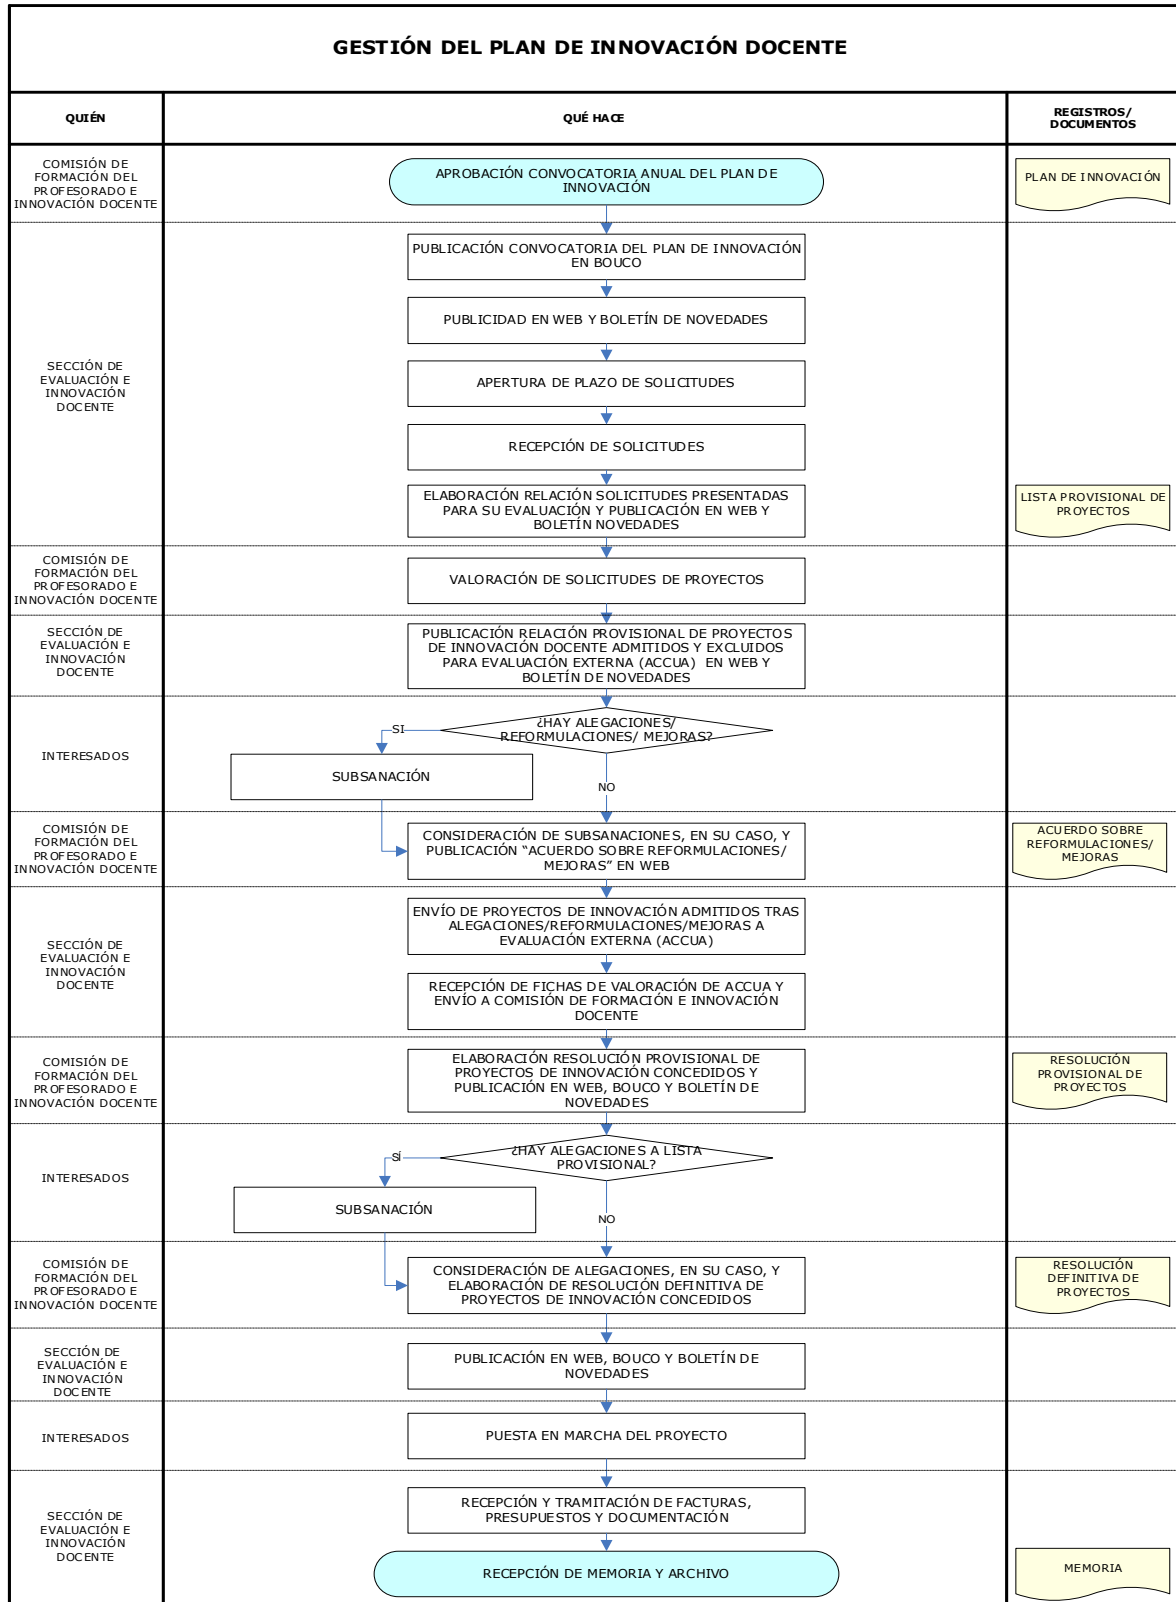 GESTIÓN DEL PLAN DE INNOVACIÓN DOCENTE
QUIÉN
QUÉ HACE
REGISTROS/
DOCUMENTOS
COMISIÓN DE
FORMACIÓN DEL
PROFESORADO E
INNOVACIÓN DOCENTE
APROBACIÓN CONVOCATORIA ANUAL DEL PLAN DE
INNOVACIÓN
PLAN DE INNOVACIÓN
SECCIÓN DE
EVALUACIÓN E
INNOVACIÓN
DOCENTE
PUBLICACIÓN CONVOCATORIA DEL PLAN DE INNOVACIÓN
EN BOUCO
PUBLICIDAD EN WEB Y BOLETÍN DE NOVEDADES
APERTURA DE PLAZO DE SOLICITUDES
RECEPCIÓN DE SOLICITUDES
ELABORACIÓN RELACIÓN SOLICITUDES PRESENTADAS
PARA SU EVALUACIÓN Y PUBLICACIÓN EN WEB Y
BOLETÍN NOVEDADES
LISTA PROVISIONAL DE
PROYECTOS
COMISIÓN DE
FORMACIÓN DEL
PROFESORADO E
INNOVACIÓN DOCENTE
VALORACIÓN DE SOLICITUDES DE PROYECTOS
SECCIÓN DE
EVALUACIÓN E
INNOVACIÓN
DOCENTE
PUBLICACIÓN RELACIÓN PROVISIONAL DE PROYECTOS
DE INNOVACIÓN DOCENTE ADMITIDOS Y EXCLUIDOS
PARA EVALUACIÓN EXTERNA (ACCUA) EN WEB Y
BOLETÍN DE NOVEDADES
INTERESADOS
¿HAY ALEGACIONES/
REFORMULACIONES/ MEJORAS?
SI
SUBSANACIÓN
NO
COMISIÓN DE
FORMACIÓN DEL
PROFESORADO E
INNOVACIÓN DOCENTE
CONSIDERACIÓN DE SUBSANACIONES, EN SU CASO, Y
PUBLICACIÓN “ACUERDO SOBRE REFORMULACIONES/
MEJORAS” EN WEB
ACUERDO SOBRE
REFORMULACIONES/
MEJORAS
SECCIÓN DE
EVALUACIÓN E
INNOVACIÓN
DOCENTE
ENVÍO DE PROYECTOS DE INNOVACIÓN ADMITIDOS TRAS
ALEGACIONES/REFORMULACIONES/MEJORAS A
EVALUACIÓN EXTERNA (ACCUA)
RECEPCIÓN DE FICHAS DE VALORACIÓN DE ACCUA Y
ENVÍO A COMISIÓN DE FORMACIÓN E INNOVACIÓN
DOCENTE
COMISIÓN DE
FORMACIÓN DEL
PROFESORADO E
INNOVACIÓN DOCENTE
ELABORACIÓN RESOLUCIÓN PROVISIONAL DE
PROYECTOS DE INNOVACIÓN CONCEDIDOS Y
PUBLICACIÓN EN WEB, BOUCO Y BOLETÍN DE
NOVEDADES
RESOLUCIÓN
PROVISIONAL DE
PROYECTOS
INTERESADOS
¿HAY ALEGACIONES A LISTA
PROVISIONAL?
SÍ
SUBSANACIÓN
NO
COMISIÓN DE
FORMACIÓN DEL
PROFESORADO E
INNOVACIÓN DOCENTE
CONSIDERACIÓN DE ALEGACIONES, EN SU CASO, Y
ELABORACIÓN DE RESOLUCIÓN DEFINITIVA DE
PROYECTOS DE INNOVACIÓN CONCEDIDOS
RESOLUCIÓN
DEFINITIVA DE
PROYECTOS
SECCIÓN DE
EVALUACIÓN E
INNOVACIÓN
DOCENTE
PUBLICACIÓN EN WEB, BOUCO Y BOLETÍN DE
NOVEDADES
INTERESADOS
PUESTA EN MARCHA DEL PROYECTO
SECCIÓN DE
EVALUACIÓN E
INNOVACIÓN
DOCENTE
RECEPCIÓN Y TRAMITACIÓN DE FACTURAS,
PRESUPUESTOS Y DOCUMENTACIÓN
RECEPCIÓN DE MEMORIA Y ARCHIVO
MEMORIA